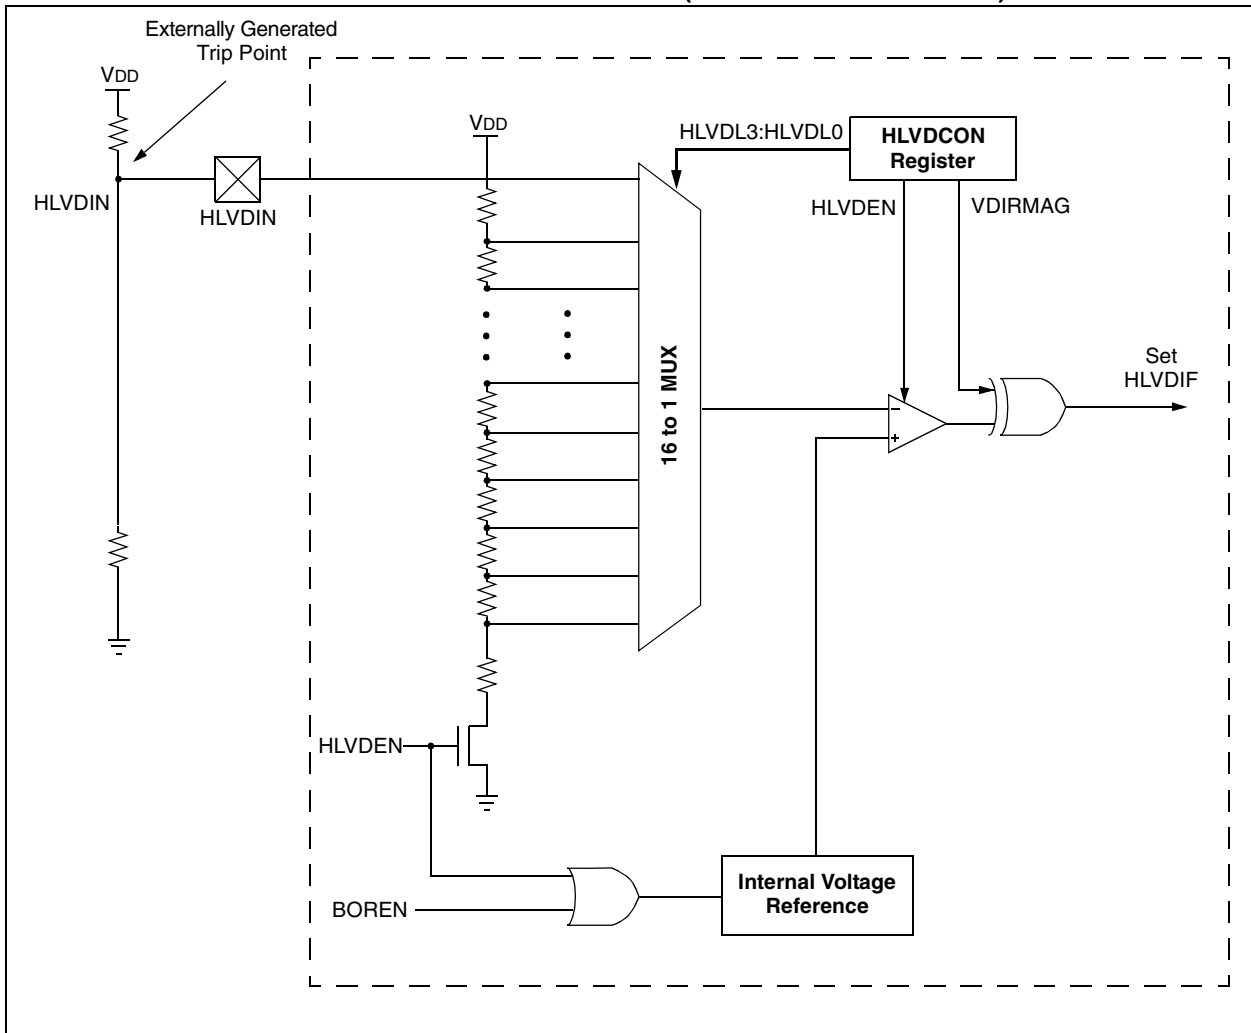 Externally Generated
Trip Point
VDD
VDD
HLVDL3:HLVDL0
HLVDCON
Register
HLVDIN
HLVDIN
HLVDEN
VDIRMAG
16 to 1 MUX
Set
HLVDIF
–
+
HLVDEN
BOREN
Internal Voltage
Reference